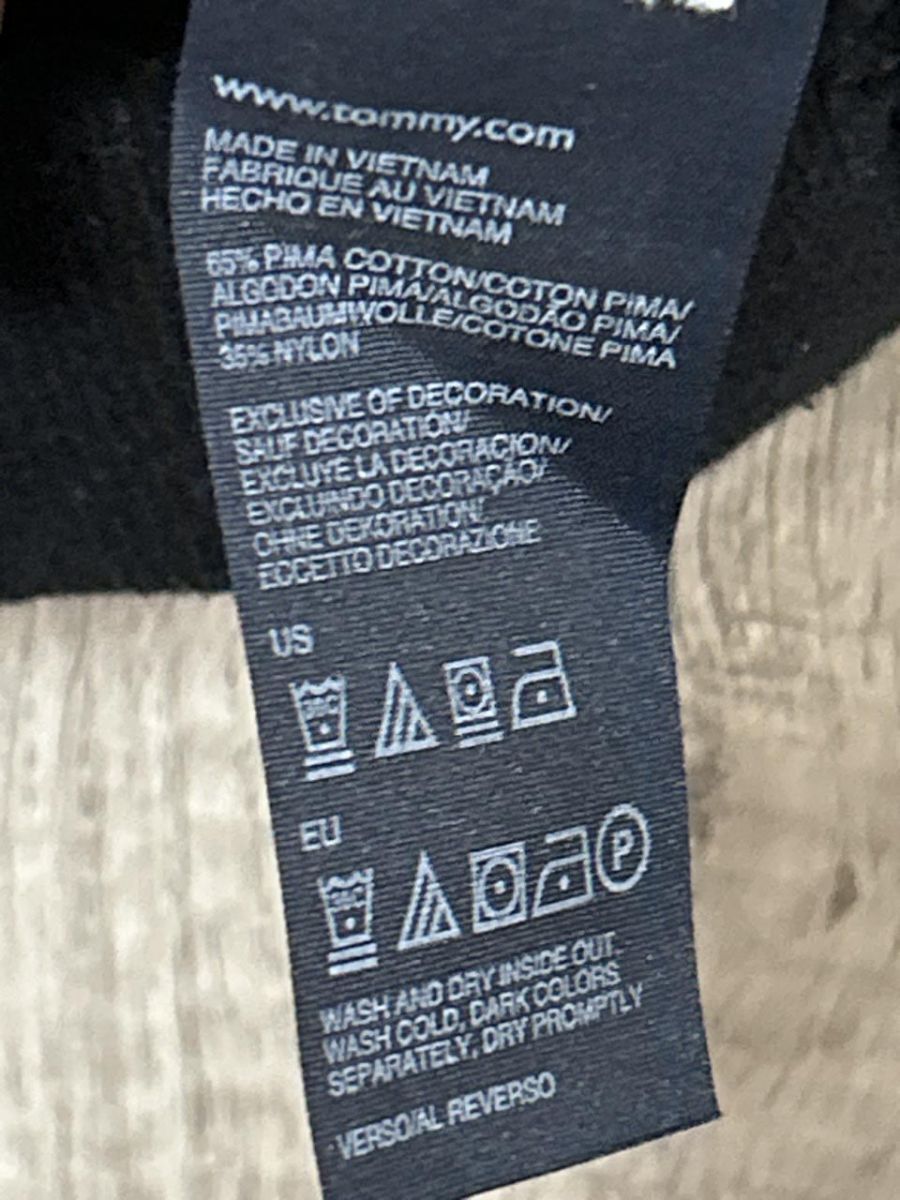 www.tommy.com
MADE IN VIETNAM
FABRIQUE AU VIETNAM
HECHO EN VIETNAM
65% PIMA COTTON/COTON PIMA/
ALGODON PIMA/ALGODÃO PIMA/
PIMABAUMWOLLE/COTONE PIMA
35% NYLON
EXCLUSIVE OF DECORATION/
SAUF DECORATION/
EXCLUYE LA DECORACION/
EXCLUINDO DECORAÇÃO/
OHNE DEKORATION/
ECCETTO DECORAZIONE
US
30C
EU
30C P
WASH AND DRY INSIDE OUT.
WASH COLD, DARK COLORS
SEPARATELY, DRY PROMPTLY
VERSO/AL REVERSO